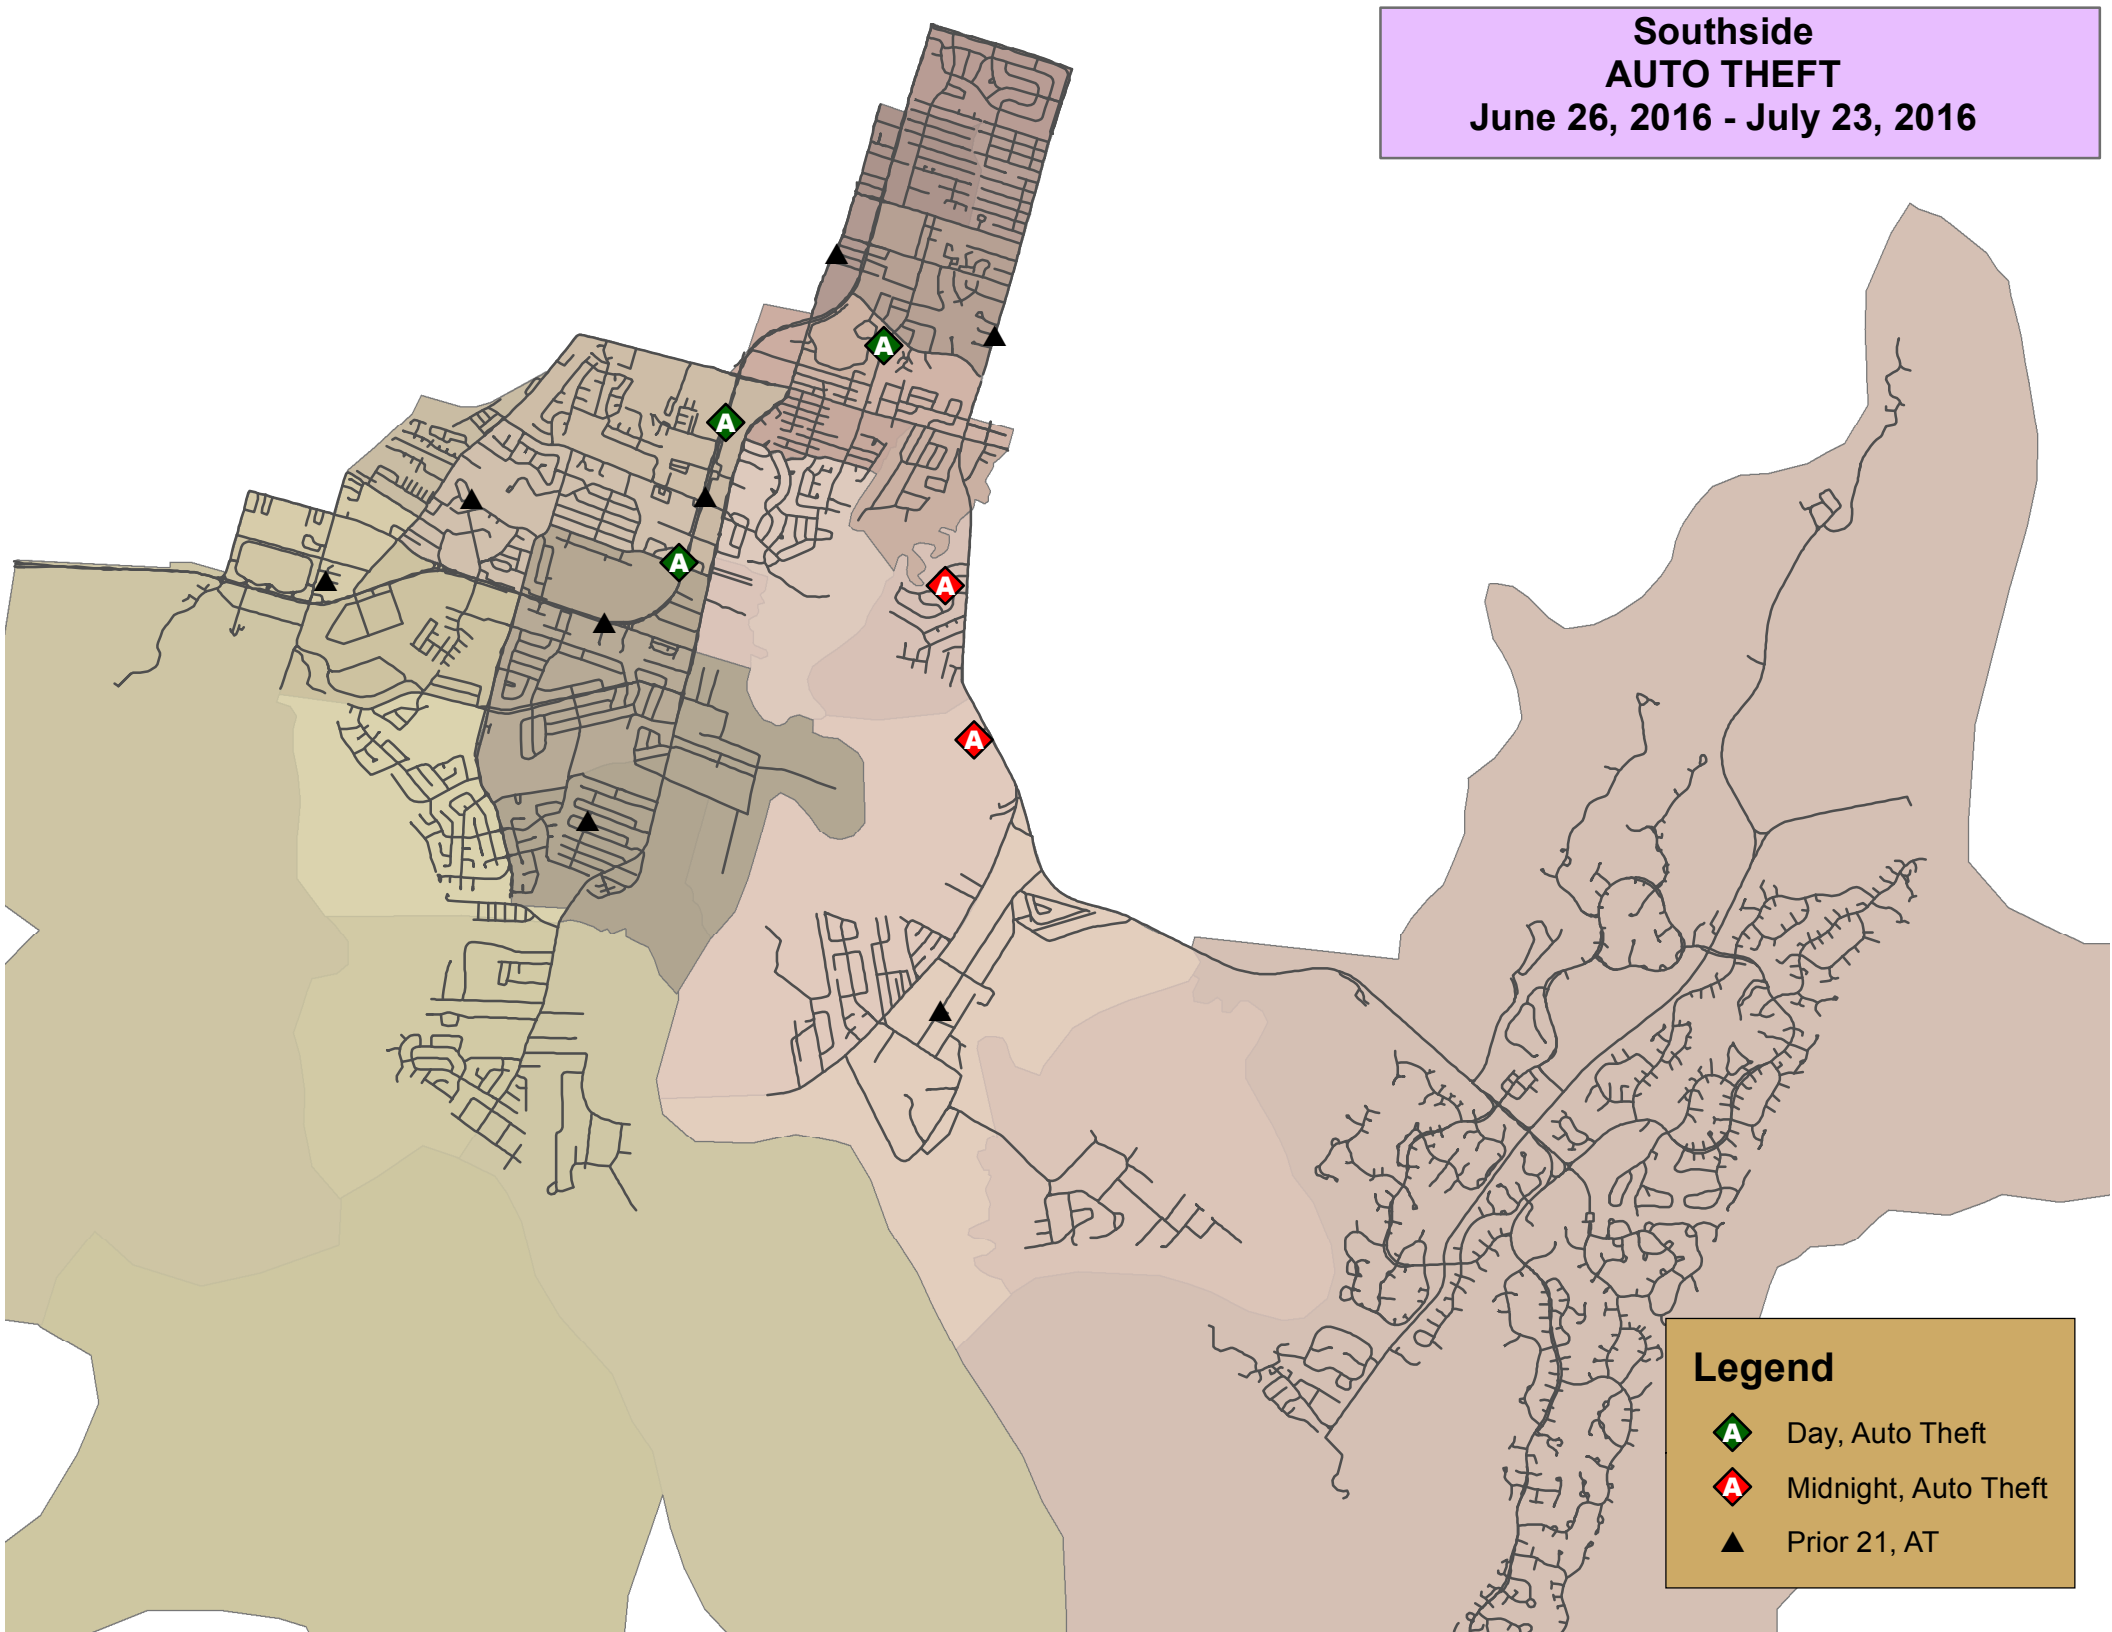 Southside
AUTO THEFT
June 26, 2016 - July 23, 2016
A
A
A
A
A
Legend
A Day, Auto Theft
A Midnight, Auto Theft
Prior 21, AT